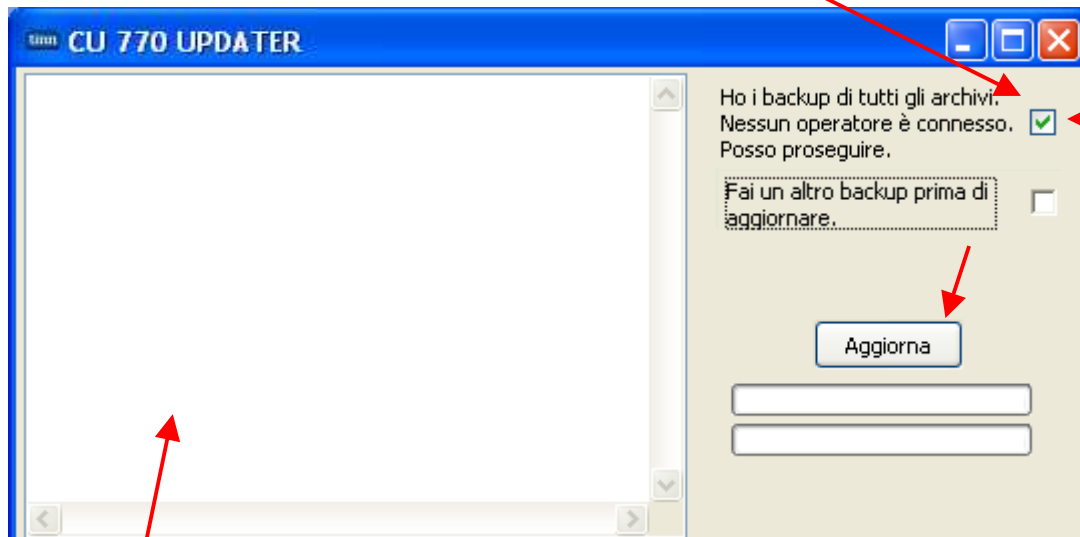 tinn CU 770 UPDATER
Ho i backup di tutti gli archivi.
Nessun operatore è connesso.
Posso proseguire.
Fai un altro backup prima di
aggiornare.
Aggiorna